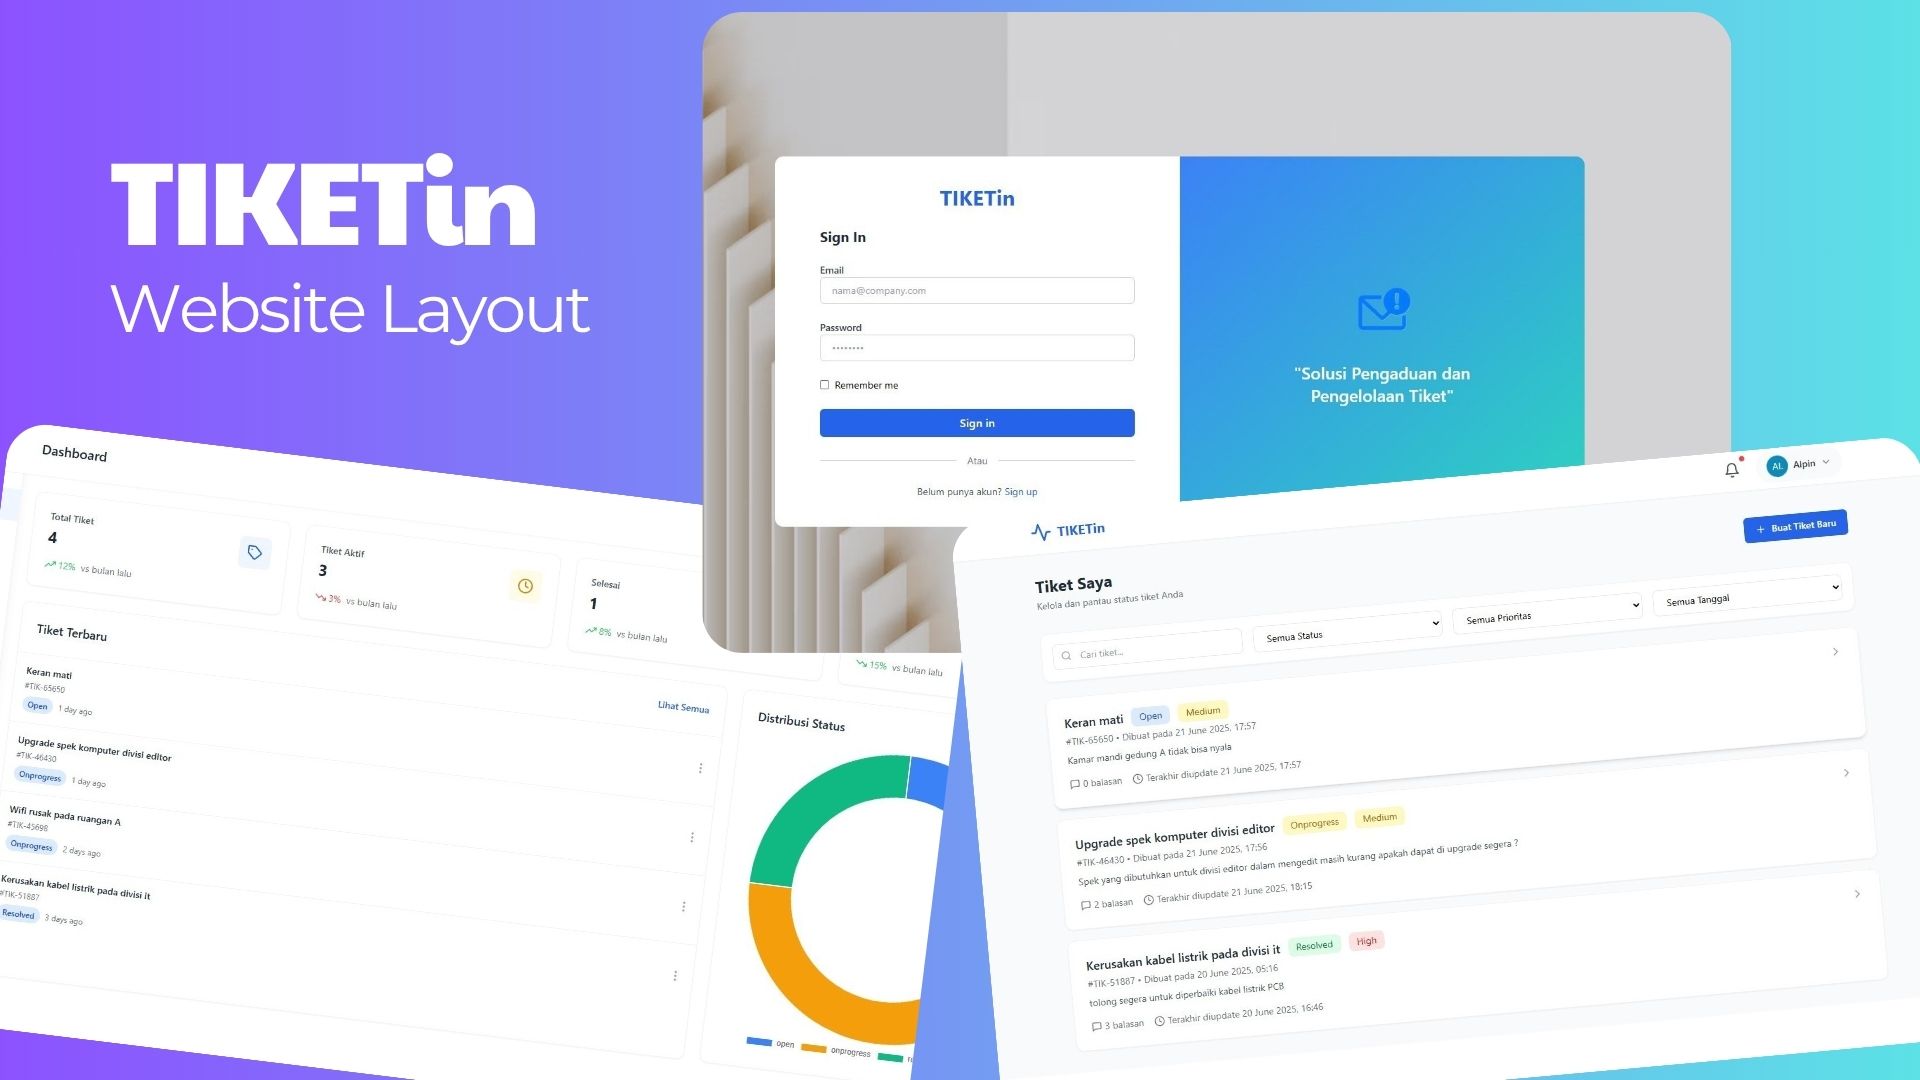 TIKETin
Website Layout
TIKETin
Sign In
Email
nama@company.com
Password
Remember me
Sign in
Atau
Belum punya akun? Sign up
"Solusi Pengaduan dan
Pengelolaan Tiket"
Dashboard
Total Tiket
4
12% vs bulan lalu
Tiket Aktif
3
3% vs bulan lalu
Selesai
1
8% vs bulan lalu
15% vs bulan lalu
Tiket Terbaru
Lihat Semua
Keran mati
#TIK-65650
Open 1 day ago
Upgrade spek komputer divisi editor
#TIK-46430
Onprogress 1 day ago
Wifi rusak pada ruangan A
#TIK-45698
Onprogress 2 days ago
Kerusakan kabel listrik pada divisi it
#TIK-51887
Resolved 3 days ago
Distribusi Status
open onprogress
AL Alpin
TIKETin
Buat Tiket Baru
Tiket Saya
Kelola dan pantau status tiket Anda
Cari tiket... Semua Status Semua Prioritas Semua Tanggal
Keran mati Open Medium
#TIK-65650 • Dibuat pada 21 June 2025, 17:57
Kamar mandi gedung A tidak bisa nyala
0 balasan Terakhir diupdate 21 June 2025, 17:57
Upgrade spek komputer divisi editor Onprogress Medium
#TIK-46430 • Dibuat pada 21 June 2025, 17:56
Spek yang dibutuhkan untuk divisi editor dalam mengedit masih kurang apakah dapat di upgrade segera ?
2 balasan Terakhir diupdate 21 June 2025, 18:15
Kerusakan kabel listrik pada divisi it Resolved High
#TIK-51887 • Dibuat pada 20 June 2025, 05:16
tolong segera untuk diperbaiki kabel listrik PCB
3 balasan Terakhir diupdate 20 June 2025, 16:46